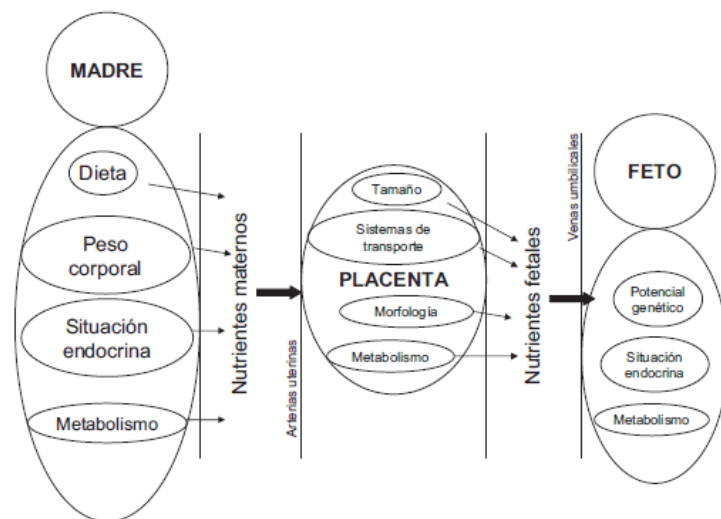 MADRE
Dieta
Peso
corporal
Situación
endocrina
Metabolismo
Nutrientes maternos
Arterias uterinas
Tamaño
Sistemas de
transporte
PLACENTA
Morfología
Metabolismo
Nutrientes fetales
Venas umbilicales
FETO
Potencial
genético
Situación
endocrina
Metabolismo